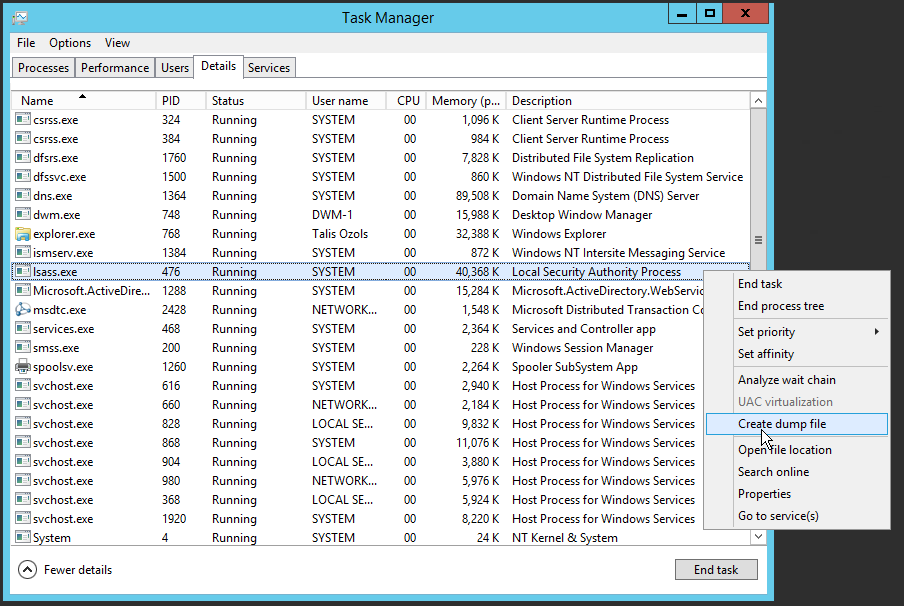 Task Manager
File Options View
Processes Performance Users Details Services
Name PID Status User name CPU Memory (p... Description
csrss.exe 324 Running SYSTEM 00 1,096 K Client Server Runtime Process
csrss.exe 384 Running SYSTEM 00 984 K Client Server Runtime Process
dfsrs.exe 1760 Running SYSTEM 00 7,828 K Distributed File System Replication
dfssvc.exe 1500 Running SYSTEM 00 860 K Windows NT Distributed File System Service
dns.exe 1364 Running SYSTEM 00 89,508 K Domain Name System (DNS) Server
dwm.exe 748 Running DWM-1 00 15,988 K Desktop Window Manager
explorer.exe 768 Running Talis Ozols 00 32,388 K Windows Explorer
ismserv.exe 1384 Running SYSTEM 00 872 K Windows NT Intersite Messaging Service
lsass.exe 476 Running SYSTEM 00 40,368 K Local Security Authority Process
Microsoft.ActiveDire... 1288 Running SYSTEM 00 15,284 K Microsoft.ActiveDirectory.WebServic
msdtc.exe 2428 Running NETWORK... 00 1,548 K Microsoft Distributed Transaction Co
services.exe 468 Running SYSTEM 00 2,364 K Services and Controller app
smss.exe 200 Running SYSTEM 00 228 K Windows Session Manager
spoolsv.exe 1260 Running SYSTEM 00 2,264 K Spooler SubSystem App
svchost.exe 616 Running SYSTEM 00 2,940 K Host Process for Windows Services
svchost.exe 660 Running NETWORK... 00 2,184 K Host Process for Windows Services
svchost.exe 828 Running LOCAL SE... 00 9,832 K Host Process for Windows Services
svchost.exe 868 Running SYSTEM 00 11,076 K Host Process for Windows Services
svchost.exe 904 Running LOCAL SE... 00 3,880 K Host Process for Windows Services
svchost.exe 980 Running NETWORK... 00 5,976 K Host Process for Windows Services
svchost.exe 368 Running LOCAL SE... 00 5,924 K Host Process for Windows Services
svchost.exe 1920 Running SYSTEM 00 8,220 K Host Process for Windows Services
System 4 Running SYSTEM 00 24 K NT Kernel & System
End task
End process tree
Set priority
Set affinity
Analyze wait chain
UAC virtualization
Create dump file
Open file location
Search online
Properties
Go to service(s)
Fewer details
End task